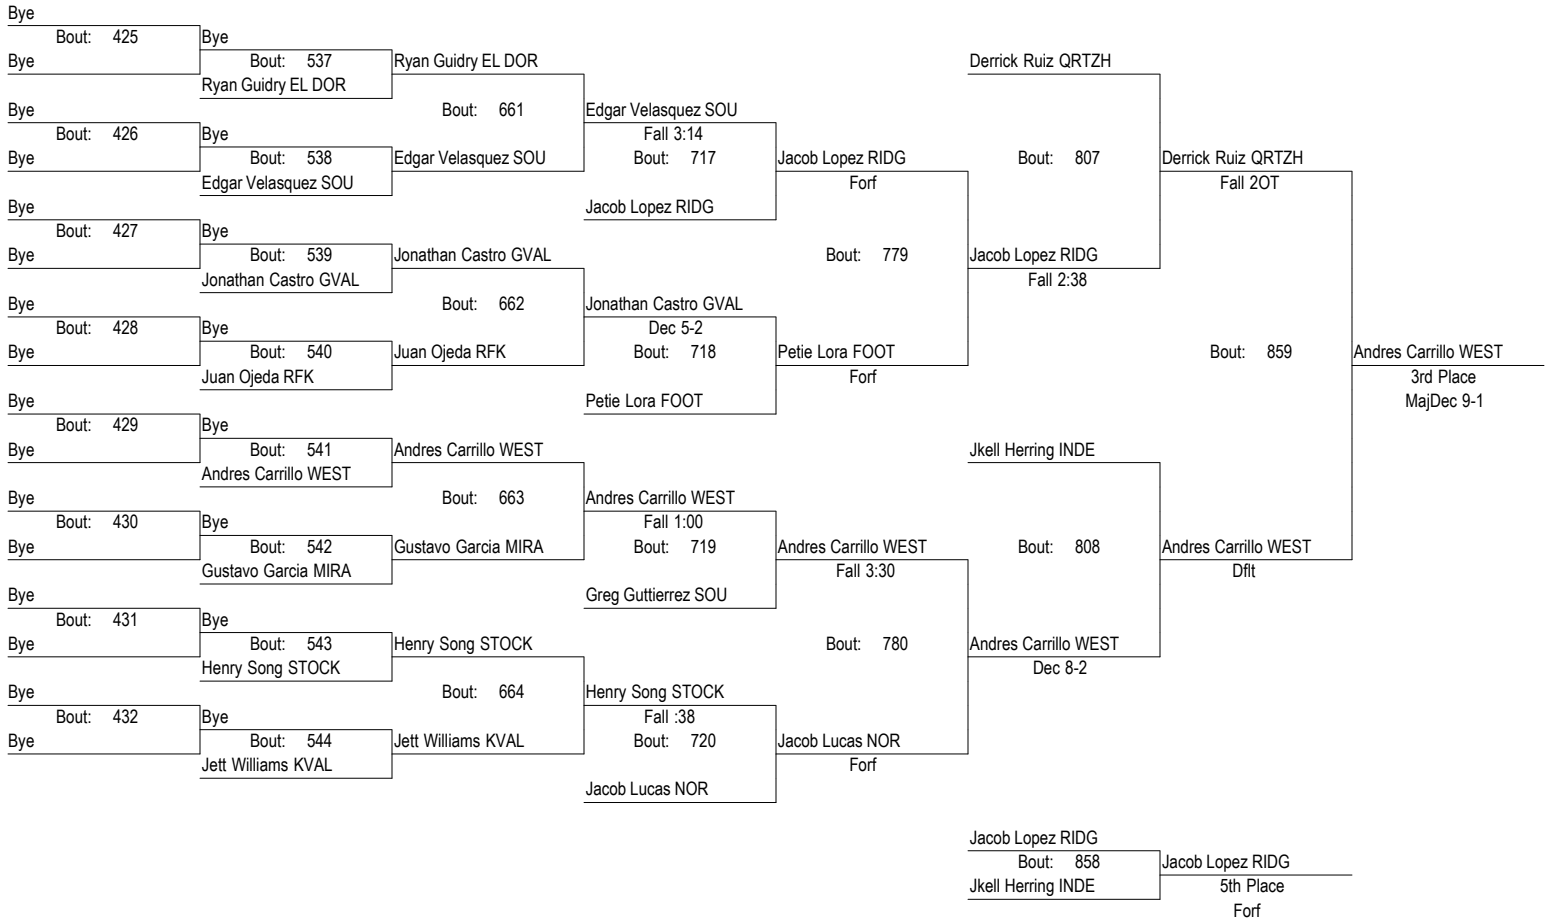 Bye
Bout: 425 Bye
Bye Bout: 537 Ryan Guidry EL DOR Derrick Ruiz QRTZH
Ryan Guidry EL DOR
Bye Bout: 661 Edgar Velasquez SOU
Bout: 426 Bye Fall 3:14
Bye Bout: 538 Edgar Velasquez SOU Bout: 717 Jacob Lopez RIDG Bout: 807 Derrick Ruiz QRTZH
Edgar Velasquez SOU Forf Fall 2OT
Bye Jacob Lopez RIDG
Bout: 427 Bye
Bye Bout: 539 Jonathan Castro GVAL Bout: 779 Jacob Lopez RIDG
Jonathan Castro GVAL Fall 2:38
Bye Bout: 662 Jonathan Castro GVAL
Bout: 428 Bye Dec 5-2
Bye Bout: 540 Juan Ojeda RFK Bout: 718 Petie Lora FOOT Bout: 859 Andres Carrillo WEST
Juan Ojeda RFK Forf 3rd Place
Bye Petie Lora FOOT MajDec 9-1
Bout: 429 Bye
Bye Bout: 541 Andres Carrillo WEST Jkell Herring INDE
Andres Carrillo WEST
Bye Bout: 663 Andres Carrillo WEST
Bout: 430 Bye Fall 1:00
Bye Bout: 542 Gustavo Garcia MIRA Bout: 719 Andres Carrillo WEST Bout: 808 Andres Carrillo WEST
Gustavo Garcia MIRA Fall 3:30 Dflt
Bye Greg Guttierrez SOU
Bout: 431 Bye
Bye Bout: 543 Henry Song STOCK Bout: 780 Andres Carrillo WEST
Henry Song STOCK Dec 8-2
Bye Bout: 664 Henry Song STOCK
Bout: 432 Bye Fall :38
Bye Bout: 544 Jett Williams KVAL Bout: 720 Jacob Lucas NOR
Jett Williams KVAL Forf
Jacob Lucas NOR
Jacob Lopez RIDG
Bout: 858 Jacob Lopez RIDG
Jkell Herring INDE 5th Place
Forf